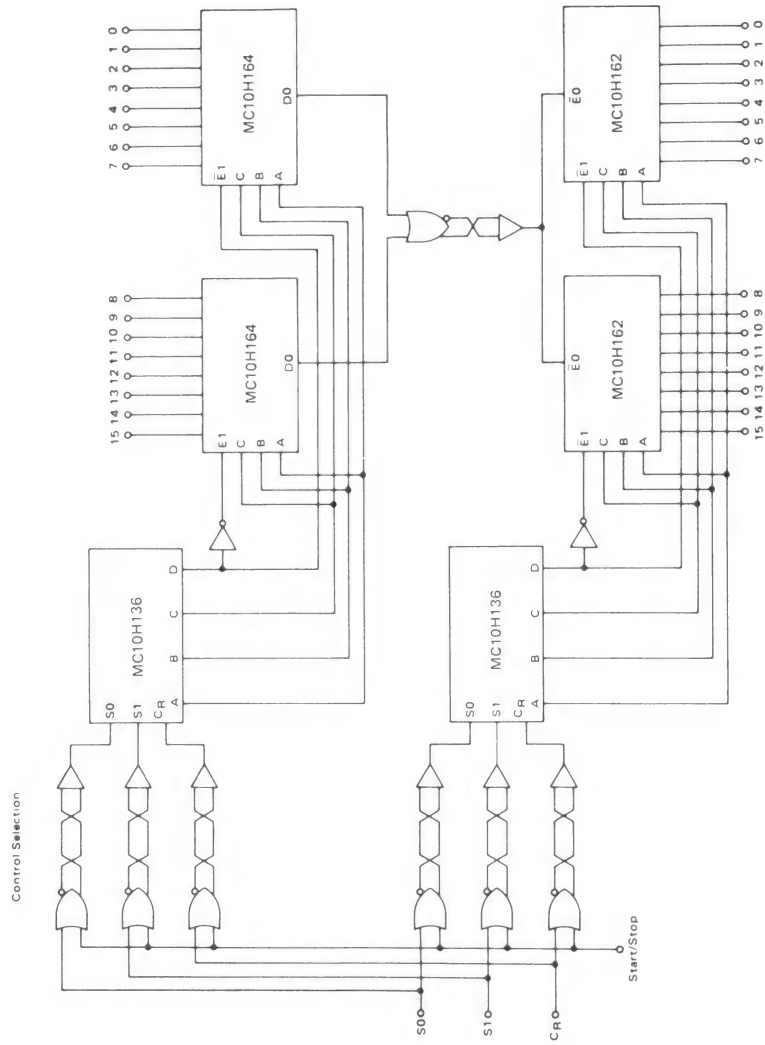 Control Selection
0
1
2
3
4
5
6
7
MC10H164
D0
E1
C
B
A
8
9
10
11
12
13
14
15
MC10H164
D0
E1
C
B
A
MC10H136
S0
S1
CR
A
B
C
D
MC10H162
E0
E1
C
B
A
0
1
2
3
4
5
6
7
MC10H162
E0
E1
C
B
A
8
9
10
11
12
13
14
15
MC10H136
S0
S1
CR
A
B
C
D
S0
S1
CR
Start/Stop